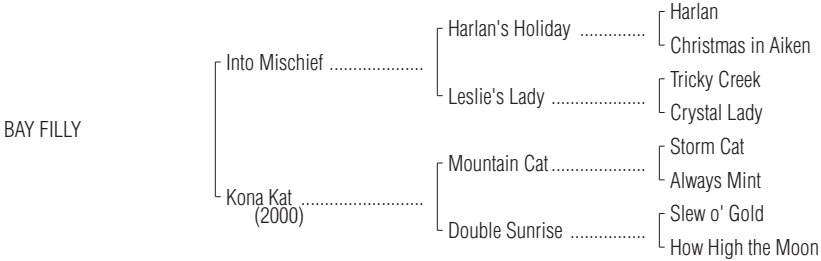 Harlan
Harlan's Holiday ..............
Christmas in Aiken
Into Mischief ....................
Tricky Creek
Leslie's Lady ....................
Crystal Lady
BAY FILLY
Storm Cat
Mountain Cat....................
Always Mint
Kona Kat ..........................
(2000)
Slew o' Gold
Double Sunrise ................
How High the Moon